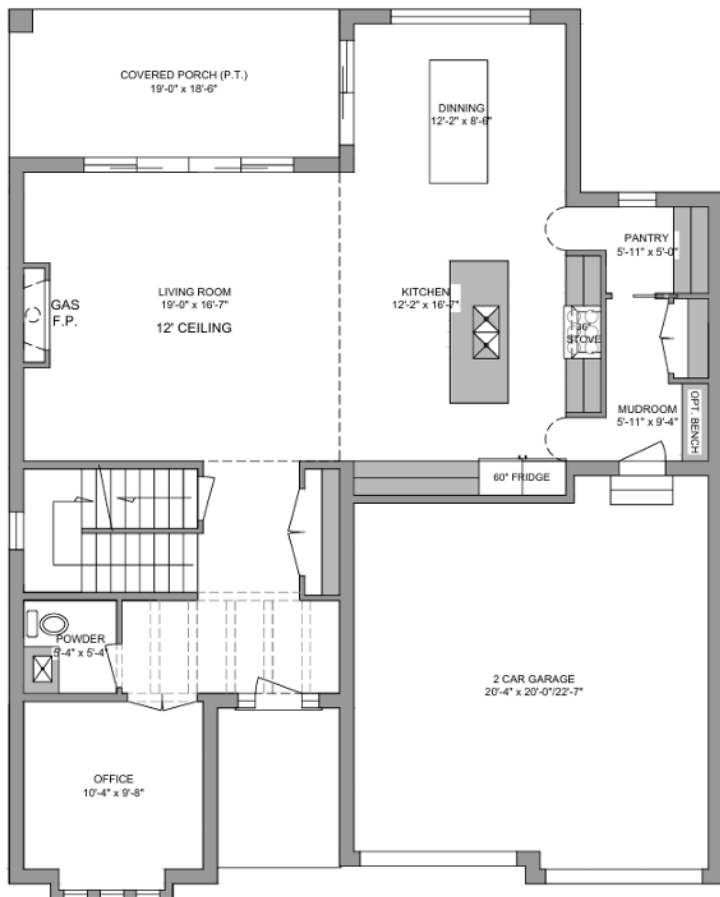 COVERED PORCH (P.T.)
19'-0" x 18'-6"
DINNING
12'-2" x 8'-6"
PANTRY
5'-11" x 5'-0"
LIVING ROOM
19'-0" x 16'-7"
12' CEILING
GAS
F.P.
KITCHEN
12'-2" x 16'-7"
36"
STOVE
MUDROOM
5'-11" x 9'-4"
OPT. BENCH
60" FRIDGE
POWDER
5'-4" x 5'-4"
2 CAR GARAGE
20'-4" x 20'-0"/22'-7"
OFFICE
10'-4" x 9'-8"